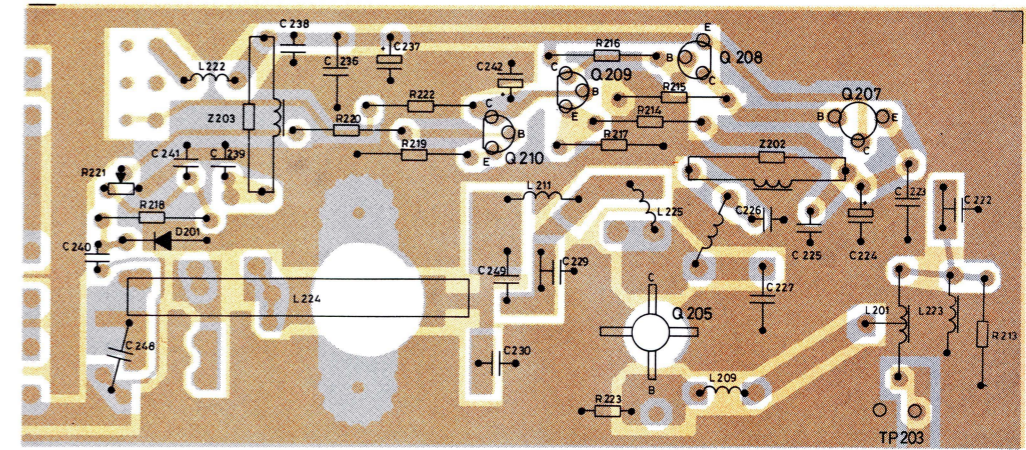 C 238
C 236
+ C 237
L 222
C 242
+
R 216
E
B
Q 208
C
C
Q 209
B
E
R 215
R 222
R 214
Q 207
B
E
C
Z 203
R 220
C
B
E
Q 210
R 217
R 219
Z 202
C 241
C 239
R 221
R 218
L 211
L 225
C 226
+
C 223
C 222
C 240
D 201
C 225
C 224
C 249
C 229
L 224
C
C 227
Q 205
B
L 201
L 223
R 213
C 248
C 230
L 209
R 223
TP 203